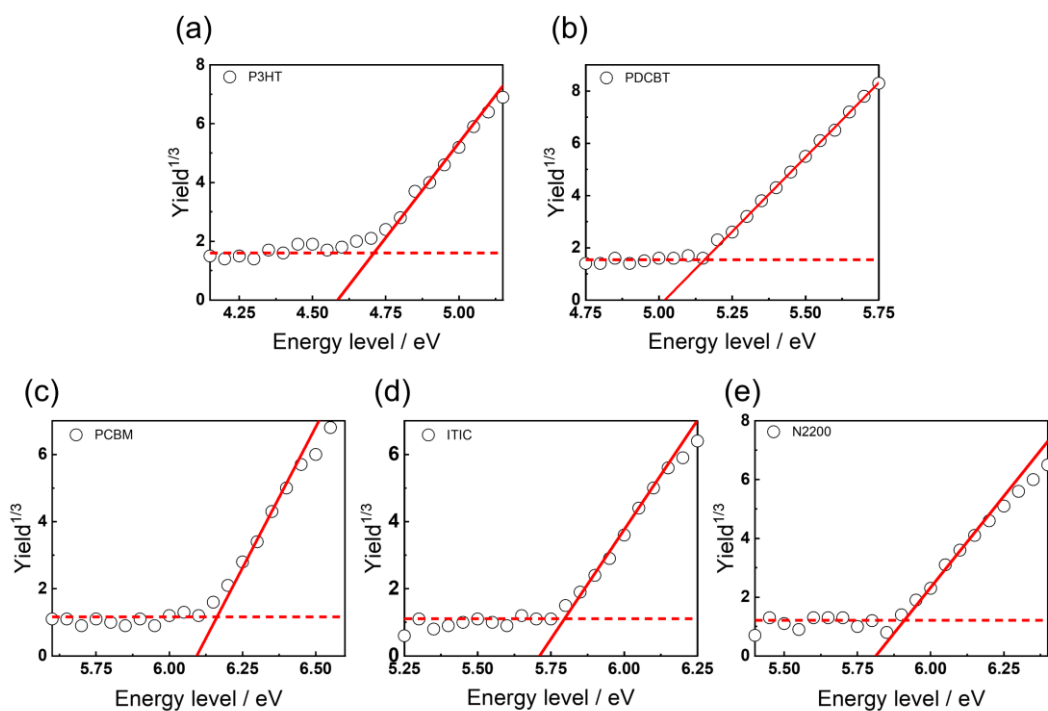 (a)
(b)
P3HT
PDCBT
Yield1/3
8
6
4
2
0
4.25 4.50 4.75 5.00
Energy level / eV
Yield1/3
8
6
4
2
0
4.75 5.00 5.25 5.50 5.75
Energy level / eV
(c)
(d)
(e)
PCBM
ITIC
N2200
Yield1/3
6
4
2
0
5.75 6.00 6.25 6.50
Energy level / eV
Yield1/3
6
4
2
0
5.25 5.50 5.75 6.00 6.25
Energy level / eV
Yield1/3
8
6
4
2
0
5.50 5.75 6.00 6.25
Energy level / eV